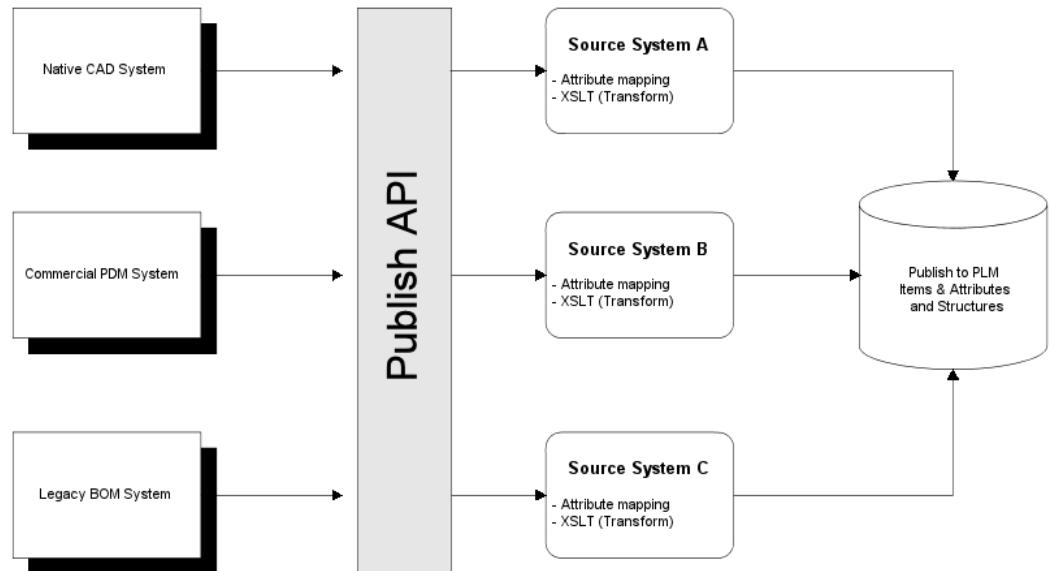 Native CAD System
Commercial PDM System
Legacy BOM System
Publish API
Source System A
- Attribute mapping
- XSLT (Transform)
Source System B
- Attribute mapping
- XSLT (Transform)
Source System C
- Attribute mapping
- XSLT (Transform)
Publish to PLM
Items & Attributes
and Structures